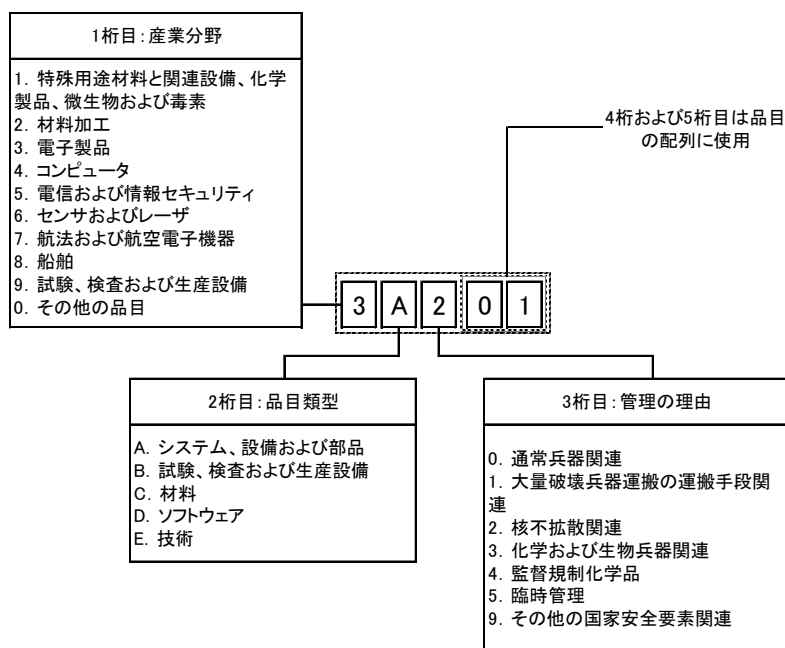 1桁目：産業分野
1. 特殊用途材料と関連設備、化学
製品、微生物および毒素
2. 材料加工
3. 電子製品
4. コンピュータ
5. 電信および情報セキュリティ
6. センサおよびレーザ
7. 航法および航空電子機器
8. 船舶
9. 試験、検査および生産設備
0. その他の品目
4桁および5桁目は品目
の配列に使用
3 A 2 0 1
2桁目：品目類型
A. システム、設備および部品
B. 試験、検査および生産設備
C. 材料
D. ソフトウェア
E. 技術
3桁目：管理の理由
0. 通常兵器関連
1. 大量破壊兵器運搬の運搬手段関
連
2. 核不拡散関連
3. 化学および生物兵器関連
4. 監督規制化学品
5. 臨時管理
9. その他の国家安全要素関連